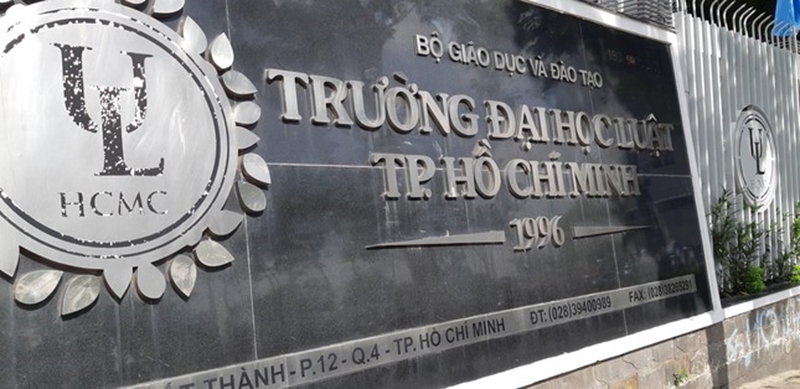 UL
HCMC
BỘ GIÁO DỤC VÀ ĐÀO TẠO
TRƯỜNG ĐẠI HỌC LUẬT
TP. HỒ CHÍ MINH
1996
THÀNH - P.12 - Q.4 - TP. HỒ CHÍ MINH ĐT: (028)39400989 FAX: (028)38265291